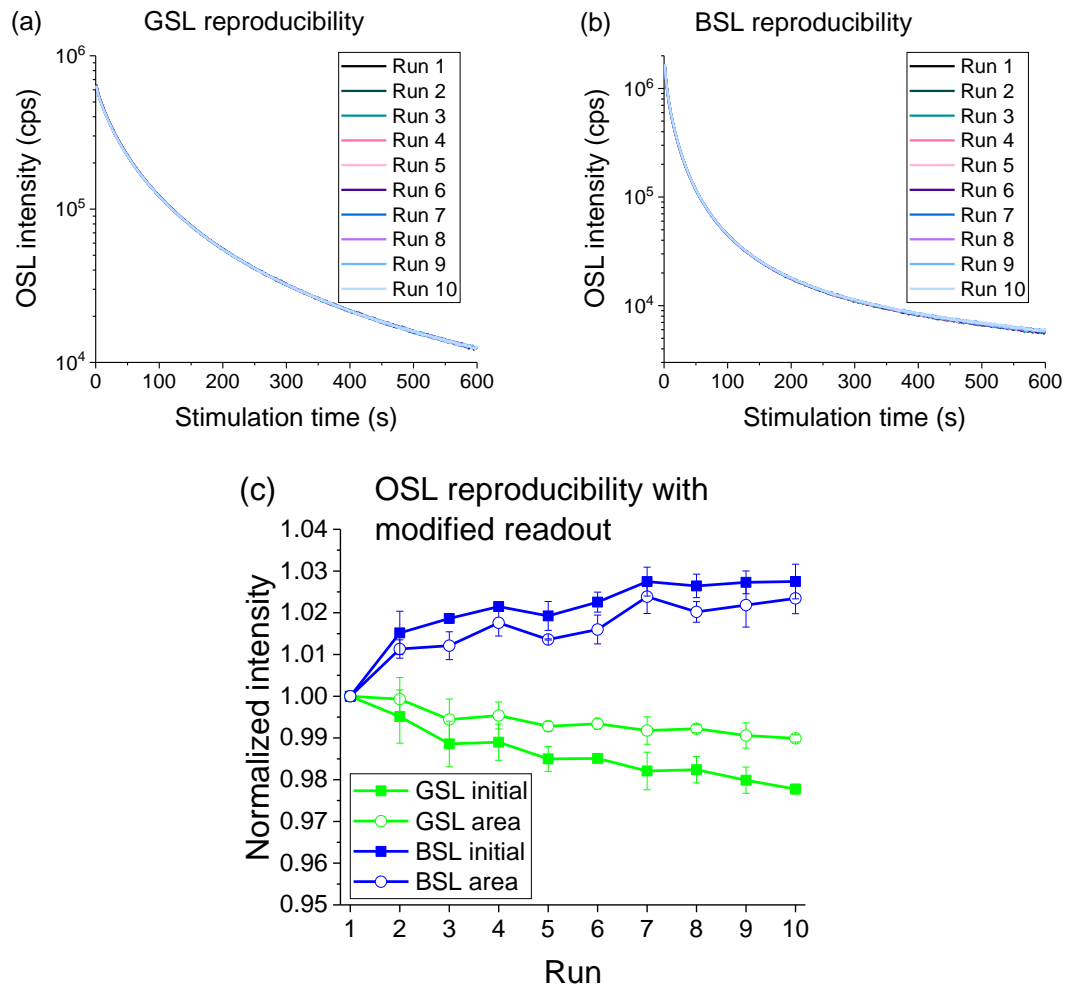 (a) GSL reproducibility
10^6
10^5
10^4
OSL intensity (cps)
Run 1
Run 2
Run 3
Run 4
Run 5
Run 6
Run 7
Run 8
Run 9
Run 10
0 100 200 300 400 500 600
Stimulation time (s)
(b) BSL reproducibility
10^6
10^5
10^4
OSL intensity (cps)
Run 1
Run 2
Run 3
Run 4
Run 5
Run 6
Run 7
Run 8
Run 9
Run 10
0 100 200 300 400 500 600
Stimulation time (s)
(c) OSL reproducibility with
modified readout
1.04
1.03
1.02
1.01
1.00
0.99
0.98
0.97
0.96
0.95
Normalized intensity
GSL initial
GSL area
BSL initial
BSL area
1 2 3 4 5 6 7 8 9 10
Run